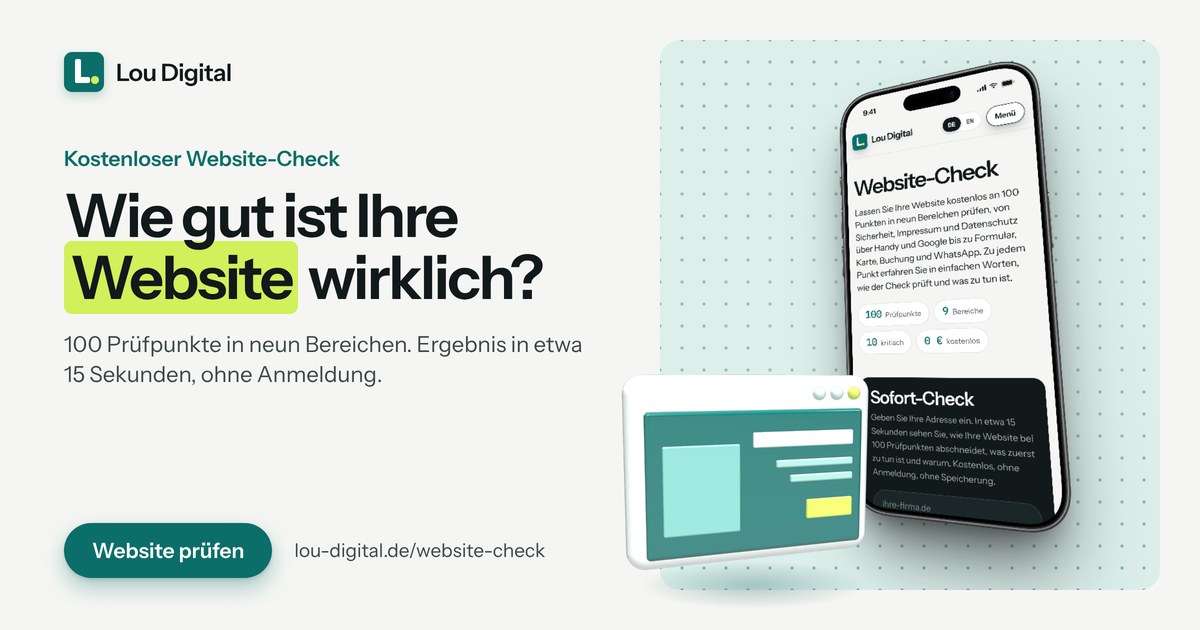 L.
Lou Digital
Kostenloser Website-Check
Wie gut ist Ihre
Website wirklich?
100 Prüfpunkte in neun Bereichen. Ergebnis in etwa
15 Sekunden, ohne Anmeldung.
Website prüfen
lou-digital.de/website-check
9:41
L.
Lou Digital
DE
EN
Menü
Website-Check
Lassen Sie Ihre Website kostenlos an 100
Punkten in neun Bereichen prüfen, von
Sicherheit, Impressum und Datenschutz
über Handy und Google bis zu Formular,
Karte, Buchung und WhatsApp. Zu jedem
Punkt erfahren Sie in einfachen Worten,
wie der Check prüft und was zu tun ist.
100 Prüfpunkte
9 Bereiche
10 kritisch
0 € kostenlos
Sofort-Check
Geben Sie Ihre Adresse ein. In etwa 15
Sekunden sehen Sie, wie Ihre Website bei
100 Prüfpunkten abschneidet, was zuerst
zu tun ist und warum. Kostenlos, ohne
Anmeldung, ohne Speicherung.
ihre-firma.de